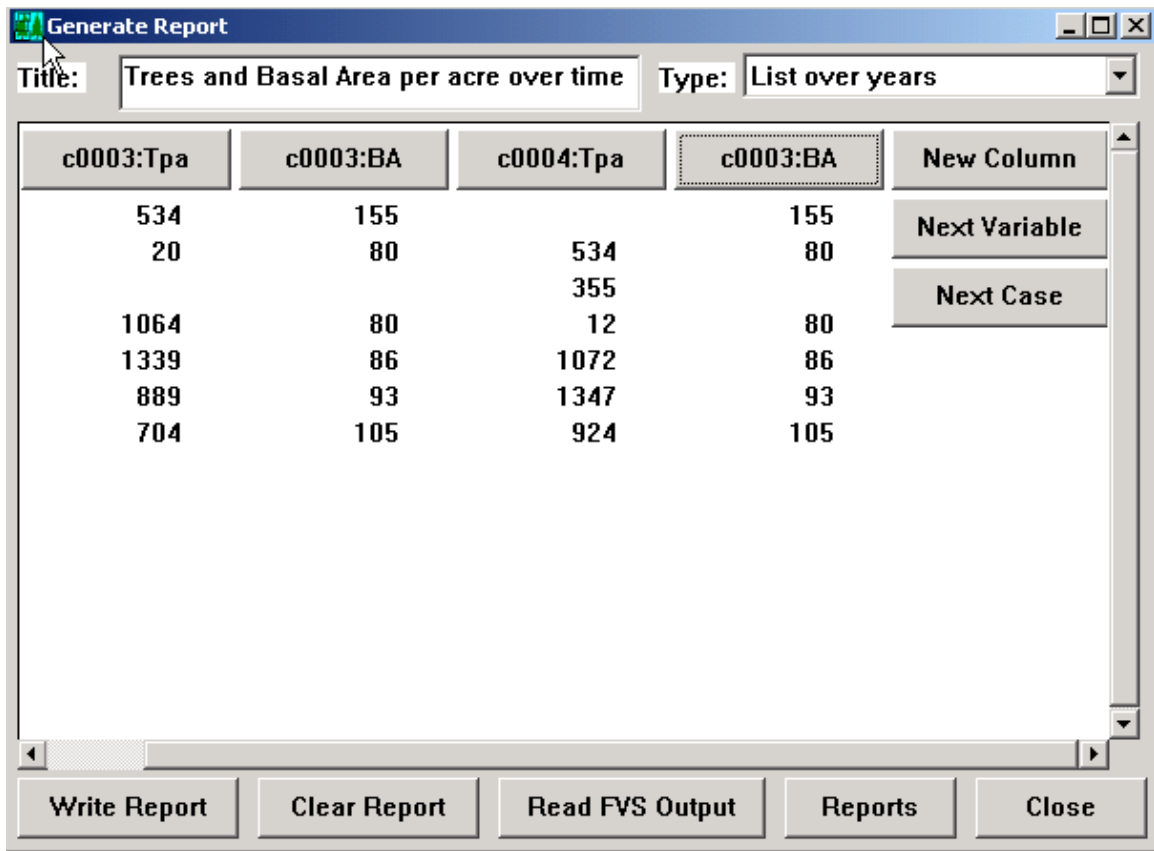 Generate Report
Title: Trees and Basal Area per acre over time Type: List over years
c0003:Tpa c0003:BA c0004:Tpa c0003:BA New Column
534 155 155
Next Variable
20 80 534 80
355
Next Case
1064 80 12 80
1339 86 1072 86
889 93 1347 93
704 105 924 105
Write Report Clear Report Read FVS Output Reports Close